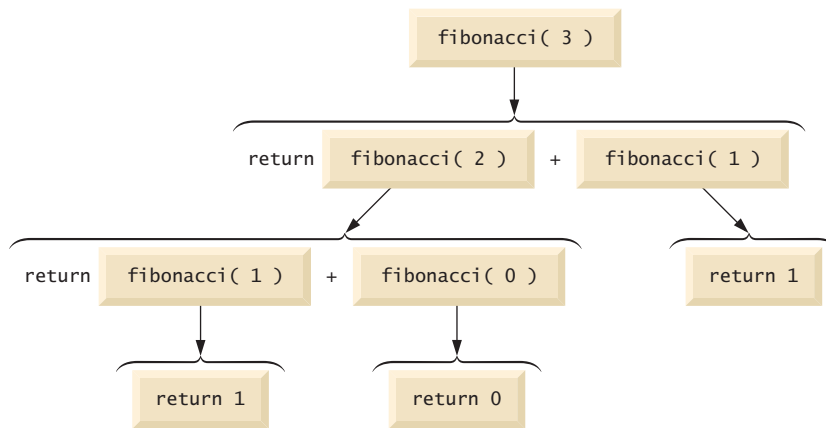 fibonacci( 3 )
return fibonacci( 2 ) + fibonacci( 1 )
return fibonacci( 1 ) + fibonacci( 0 ) return 1
return 1 return 0